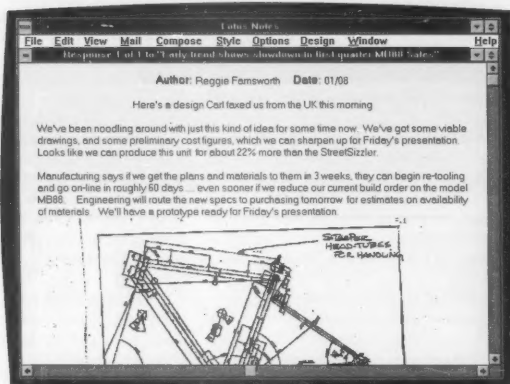 Lotus Notes
File Edit View Mail Compose Style Options Design Window Help
Response 1 of 1 to "Early trend shows slowdown in first quarter MB88 Sales"
Author: Reggie Farnsworth Date: 01/08
Here's a design Carl faxed us from the UK this morning
We've been noodling around with just this kind of idea for some time now. We've got some viable
drawings, and some preliminary cost figures, which we can sharpen up for Friday's presentation.
Looks like we can produce this unit for about 22% more than the StreetSizzler.
Manufacturing says if we get the plans and materials to them in 3 weeks, they can begin re-tooling
and go on-line in roughly 60 days.... even sooner if we reduce our current build order on the model
MB88. Engineering will route the new specs to purchasing tomorrow for estimates on availability
of materials. We'll have a prototype ready for Friday's presentation.
STEEPER
HEAD-TUBES
FOR HANDLING